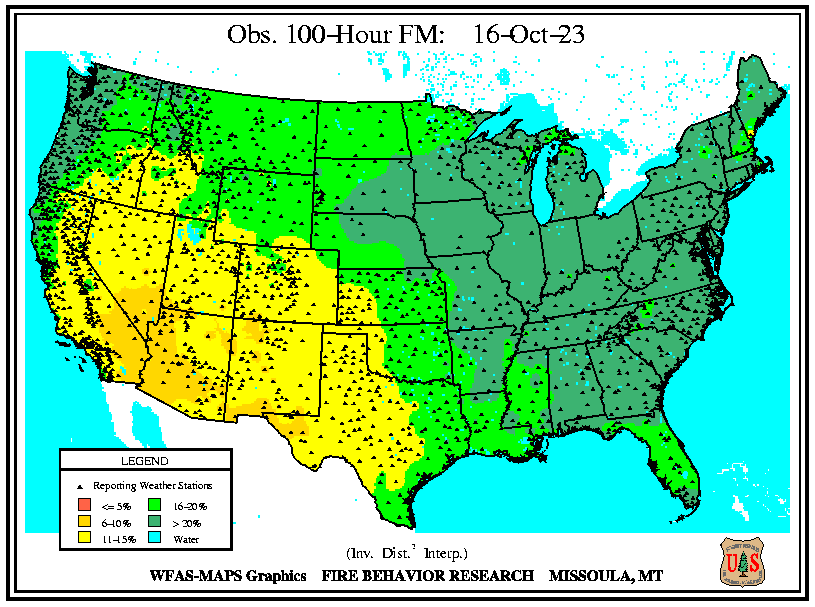 Obs. 100-Hour FM: 16-Oct-23
LEGEND
Reporting Weather Stations
<= 5% 16-20%
6-10% > 20%
11-15% Water
(Inv. Dist.² Interp.)
WFAS-MAPS Graphics FIRE BEHAVIOR RESEARCH MISSOULA, MT
U S